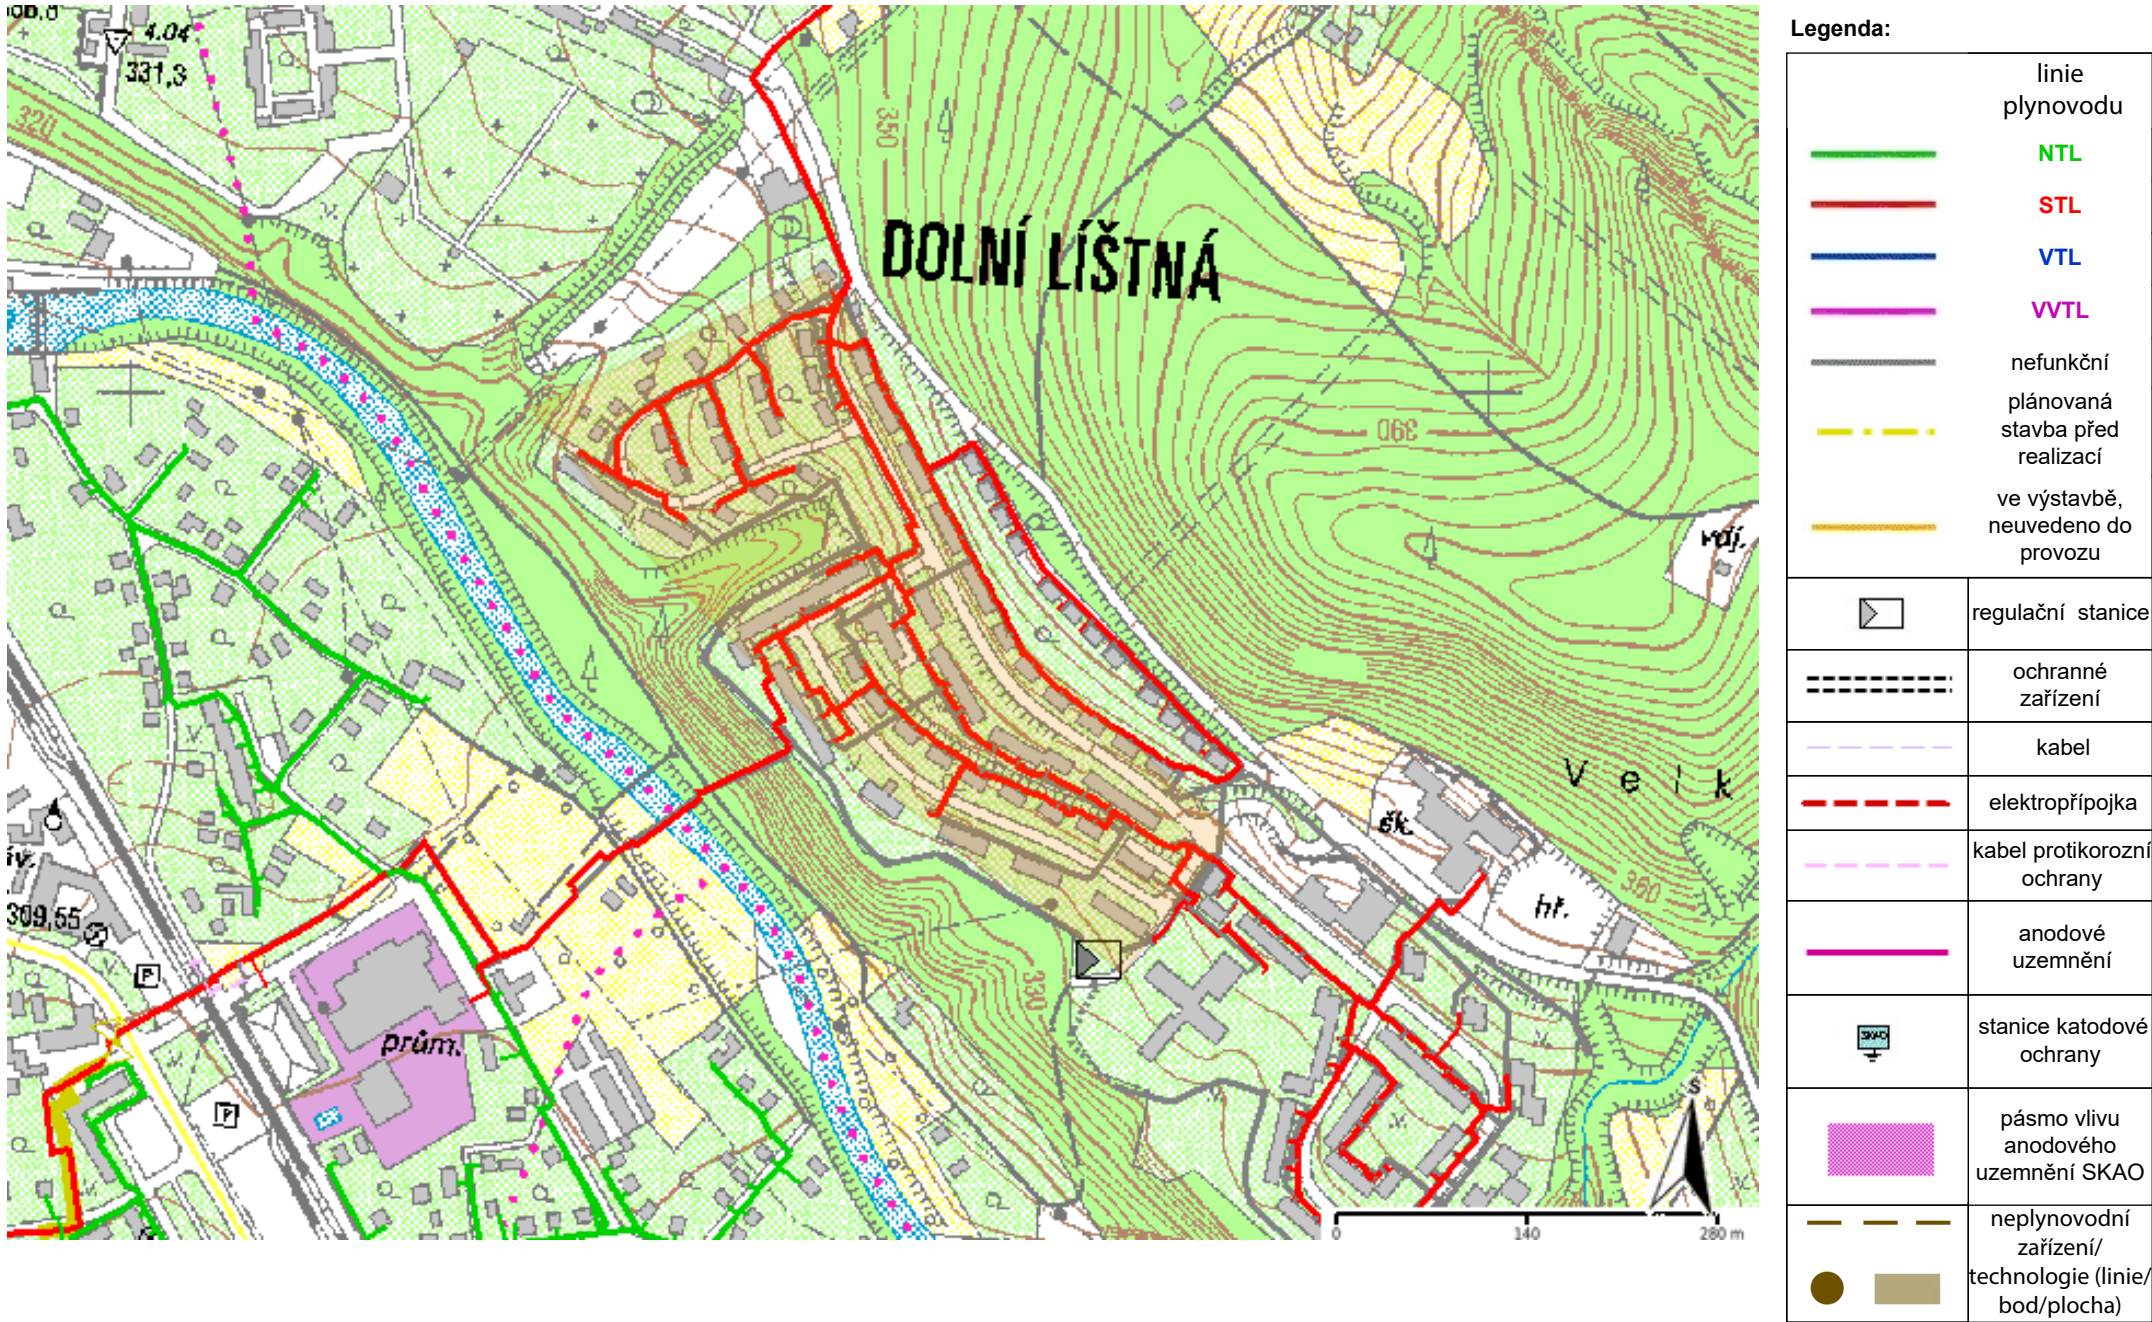 4.04
331,3
320
350
DOLNÍ LÍŠTNÁ
390
vdj.
V e l k
šk.
hř.
360
330
309,55
P
P
prům.
S
0 140 280 m
Legenda:
linie
plynovodu
NTL
STL
VTL
VVTL
nefunkční
plánovaná
stavba před
realizací
ve výstavbě,
neuvedeno do
provozu
regulační stanice
ochranné
zařízení
kabel
elektropřípojka
kabel protikorozní
ochrany
anodové
uzemnění
SKAO
stanice katodové
ochrany
pásmo vlivu
anodového
uzemnění SKAO
neplynovodní
zařízení/
technologie (linie/
bod/plocha)